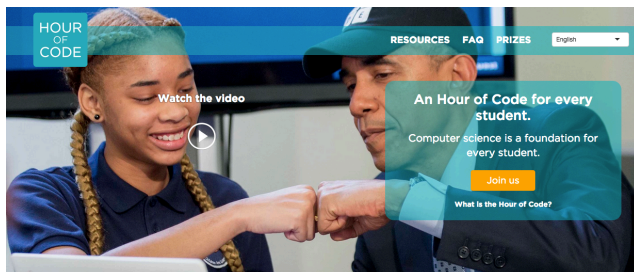 HOUR
OF
CODE
RESOURCES FAQ PRIZES English
Watch the video
An Hour of Code for every
student.
Computer science is a foundation for
every student.
Join us
What is the Hour of Code?